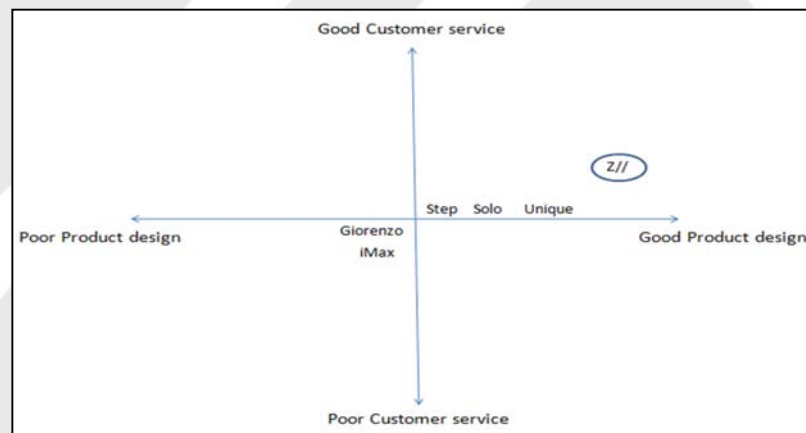 Good Customer service
Z//
Step Solo Unique
Poor Product design
Giorenzo
iMax
Good Product design
Poor Customer service